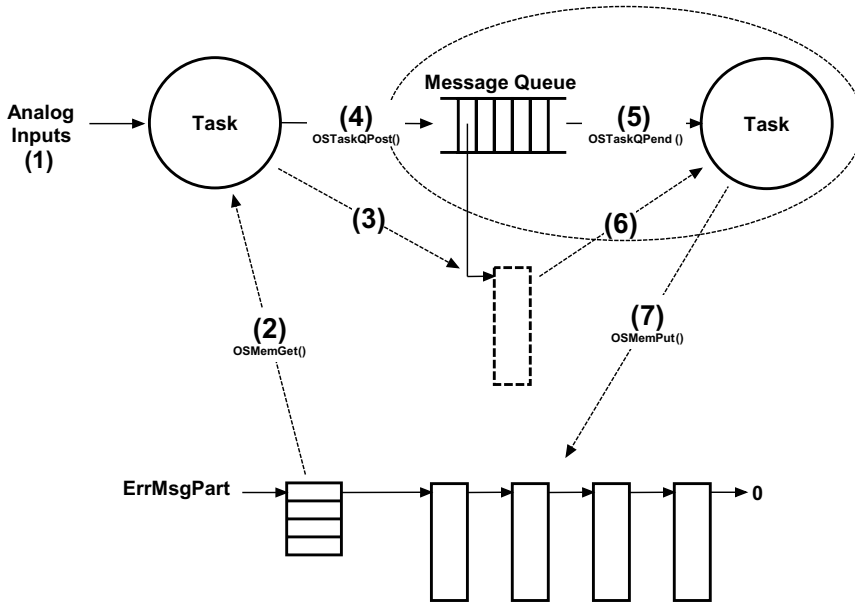 Message Queue
Analog
Inputs
(1)
Task
(4)
OSTaskQPost()
(5)
OSTaskQPend ()
Task
(3)
(6)
(2)
OSMemGet()
(7)
OSMemPut()
ErrMsgPart
0